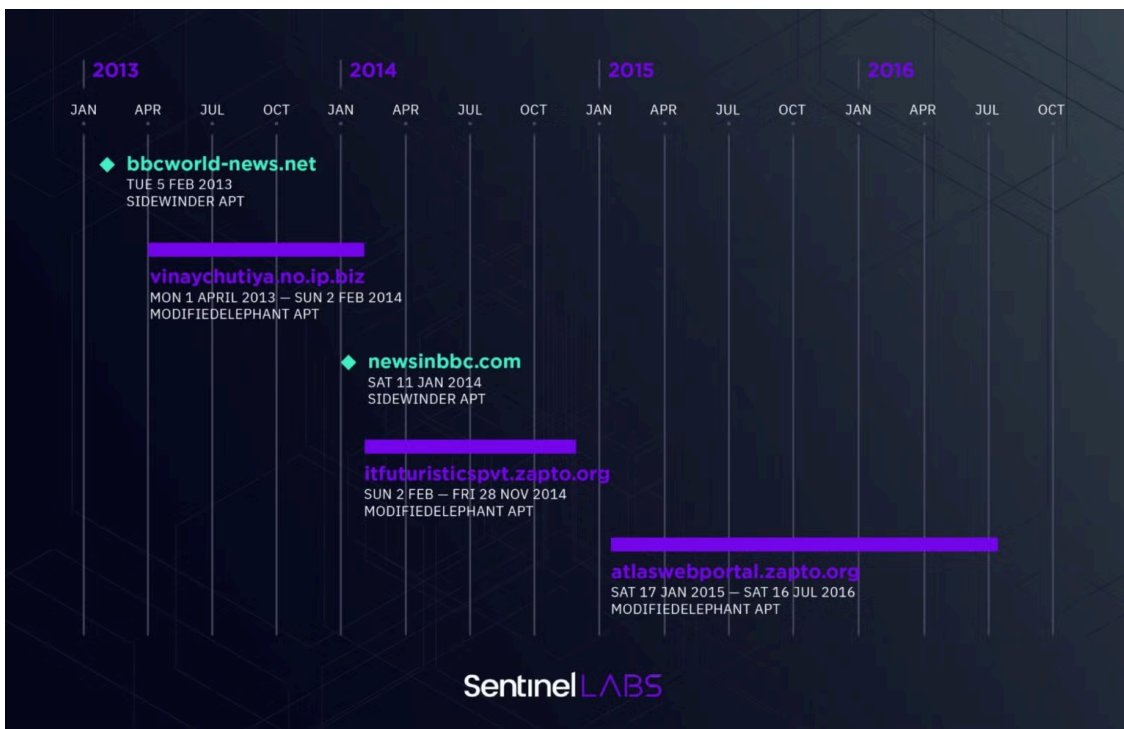 2013 2014 2015 2016
JAN APR JUL OCT JAN APR JUL OCT JAN APR JUL OCT JAN APR JUL OCT
bbcworld-news.net
TUE 5 FEB 2013
SIDEWINDER APT
vinaychutiya.no.ip.biz
MON 1 APRIL 2013 — SUN 2 FEB 2014
MODIFIEDELEPHANT APT
newsinbbc.com
SAT 11 JAN 2014
SIDEWINDER APT
itfuturisticspvt.zapto.org
SUN 2 FEB — FRI 28 NOV 2014
MODIFIEDELEPHANT APT
atlaswebportal.zapto.org
SAT 17 JAN 2015 — SAT 16 JUL 2016
MODIFIEDELEPHANT APT
Sentinel LABS